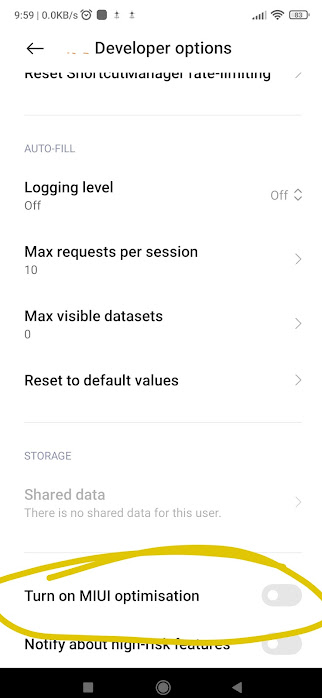 9:59 | 0.0KB/s 83
Developer options
Reset ShortcutManager rate-limiting
AUTO-FILL
Logging level
Off
Off
Max requests per session
10
Max visible datasets
0
Reset to default values
STORAGE
Shared data
There is no shared data for this user.
Turn on MIUI optimisation
Notify about high-risk features